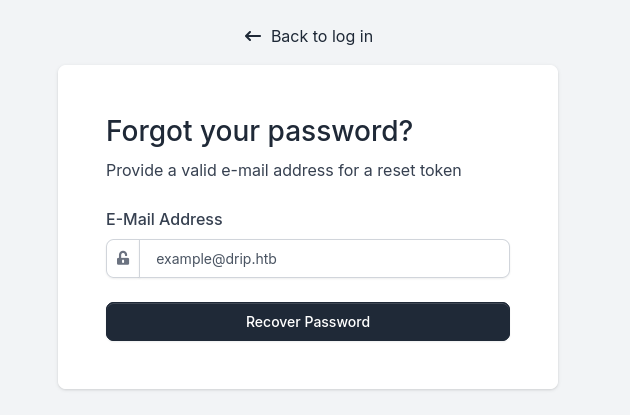 Back to log in
Forgot your password?
Provide a valid e-mail address for a reset token
E-Mail Address
example@drip.htb
Recover Password